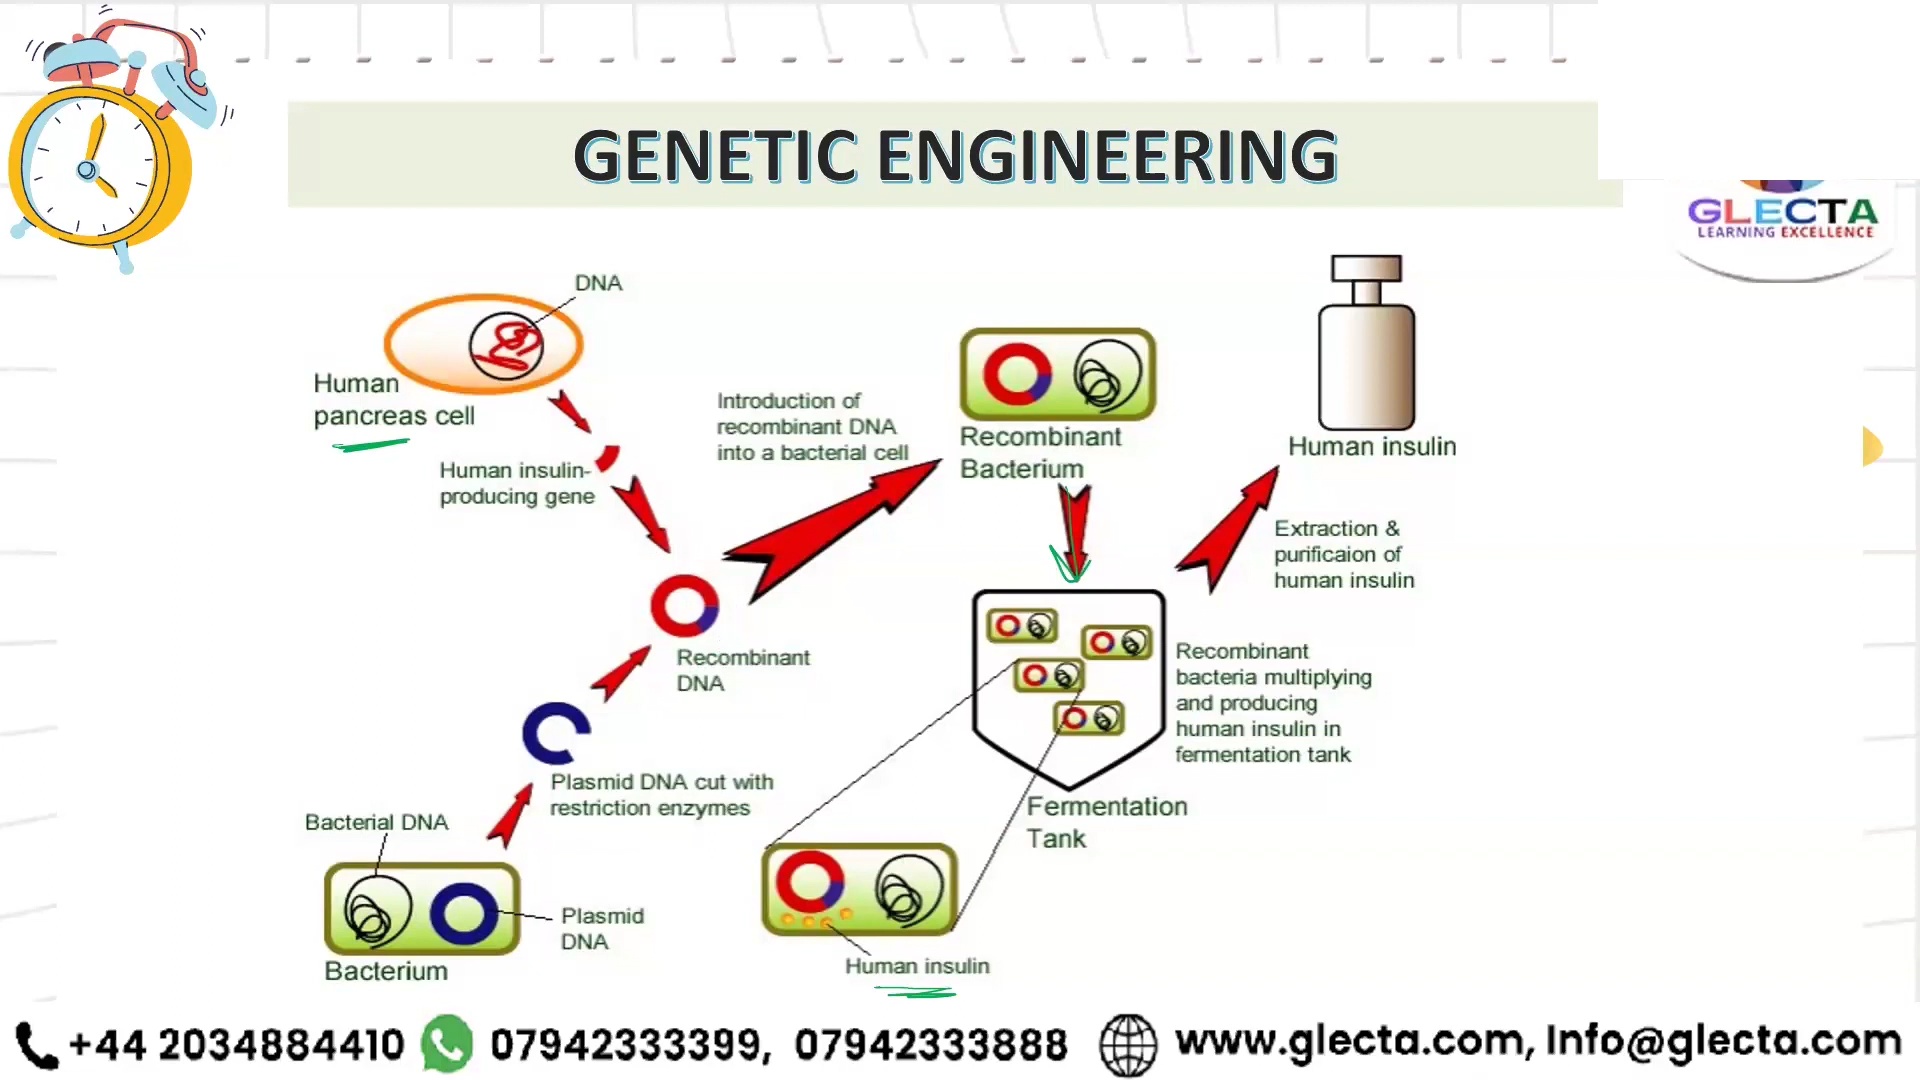 GENETIC ENGINEERING
GLECTA
LEARNING EXCELLENCE
DNA
Human
pancreas cell
Human insulin-
producing gene
Introduction of
recombinant DNA
into a bacterial cell
Recombinant
Bacterium
Human insulin
Extraction &
purificaion of
human insulin
Recombinant
DNA
Recombinant
bacteria multiplying
and producing
human insulin in
fermentation tank
Plasmid DNA cut with
restriction enzymes
Fermentation
Tank
Bacterial DNA
Plasmid
DNA
Bacterium
Human insulin
+44 2034884410 07942333399, 07942333888 www.glecta.com, Info@glecta.com